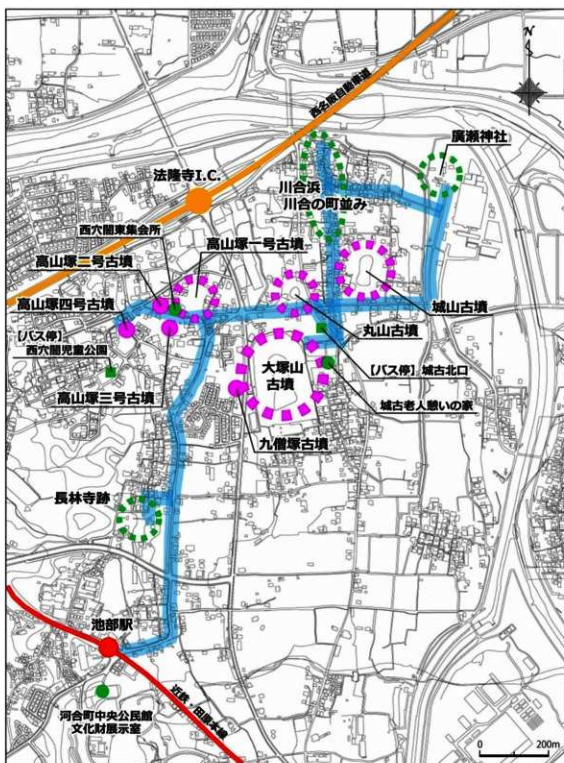 N
西名阪自動車道
廣瀬神社
法隆寺I.C.
川合浜
川合の町並み
西穴闇東集会所
高山塚一号古墳
高山塚二号古墳
高山塚四号古墳
城山古墳
【バス停】
西穴闇児童公園
丸山古墳
大塚山
古墳
【バス停】城古北口
高山塚三号古墳
城古老人憩いの家
九僧塚古墳
長林寺跡
池部駅
近鉄・田原本線
河合町中央公民館
文化財展示室
0
200m